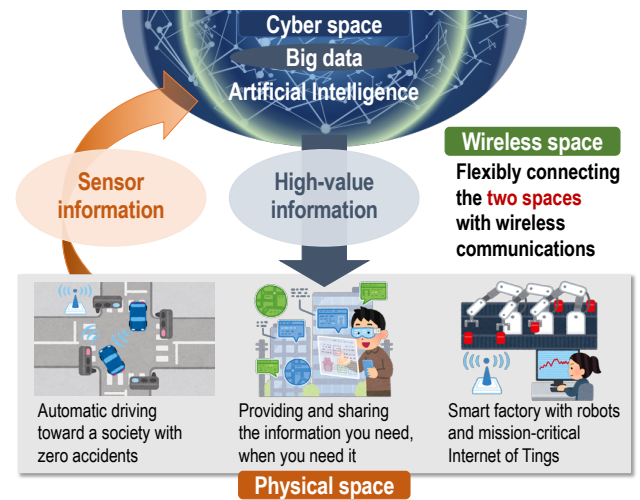 Cyber space
Big data
Artificial Intelligence
Wireless space
Sensor
information
High-value
information
Flexibly connecting
the two spaces
with wireless
communications
Automatic driving
toward a society with
zero accidents
Providing and sharing
the information you need,
when you need it
Smart factory with robots
and mission-critical
Internet of Tings
Physical space